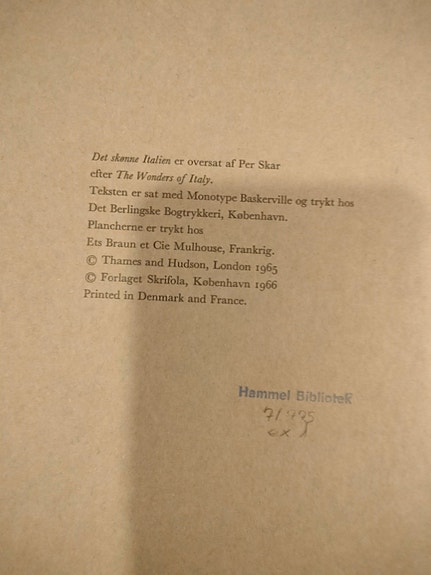 Det skønne Italien er oversat af Per Skar
efter The Wonders of Italy.
Teksten er sat med Monotype Baskerville og trykt hos
Det Berlingske Bogtrykkeri, København.
Plancherne er trykt hos
Ets Braun et Cie Mulhouse, Frankrig.
© Thames and Hudson, London 1965
© Forlaget Skrifola, København 1966
Printed in Denmark and France.
Hammel Bibliotek
ex